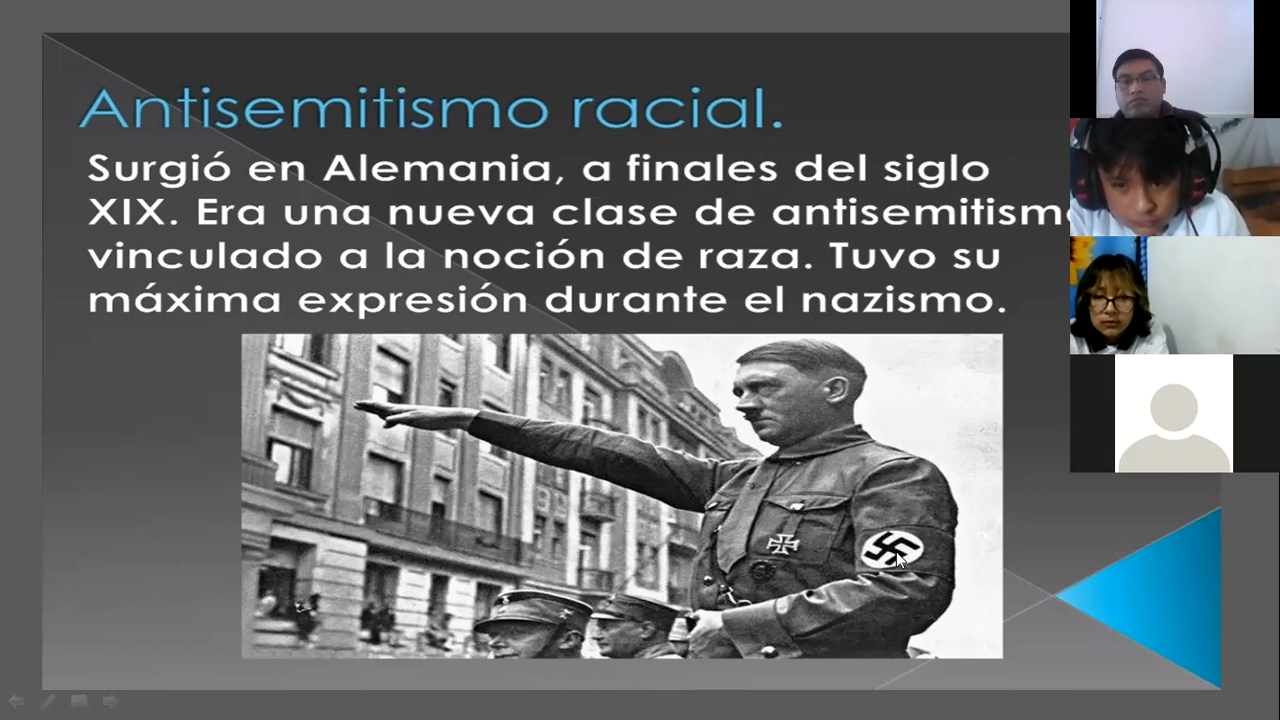 Antisemitismo racial.
Surgió en Alemania, a finales del siglo
XIX. Era una nueva clase de antisemitism
vinculado a la noción de raza. Tuvo su
máxima expresión durante el nazismo.